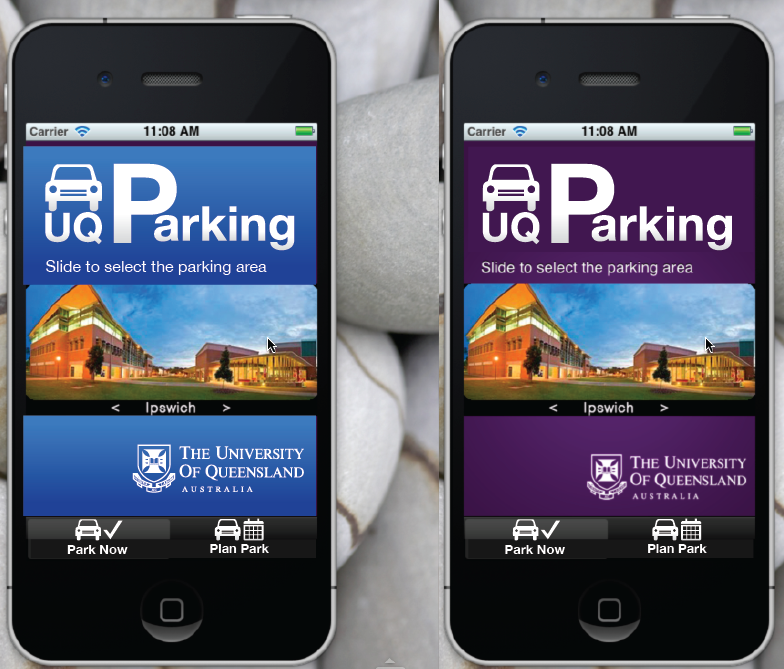 Carrier 11:08 AM
UQ Parking
Slide to select the parking area
< Ipswich >
THE UNIVERSITY
OF QUEENSLAND
AUSTRALIA
Park Now Plan Park
Carrier 11:08 AM
UQ Parking
Slide to select the parking area
< Ipswich >
THE UNIVERSITY
OF QUEENSLAND
AUSTRALIA
Park Now Plan Park